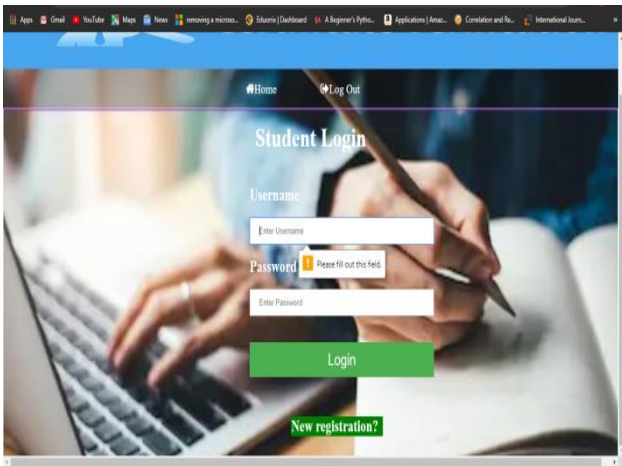 Apps Gmail YouTube Maps News removing a microso... Eduonix | Dashboard A Beginner's Pytho... Applications | Amaz... Correlation and Re... International Journ... »
Home Log Out
Student Login
Username
Enter Username
Please fill out this field.
Password
Enter Password
Login
New registration?